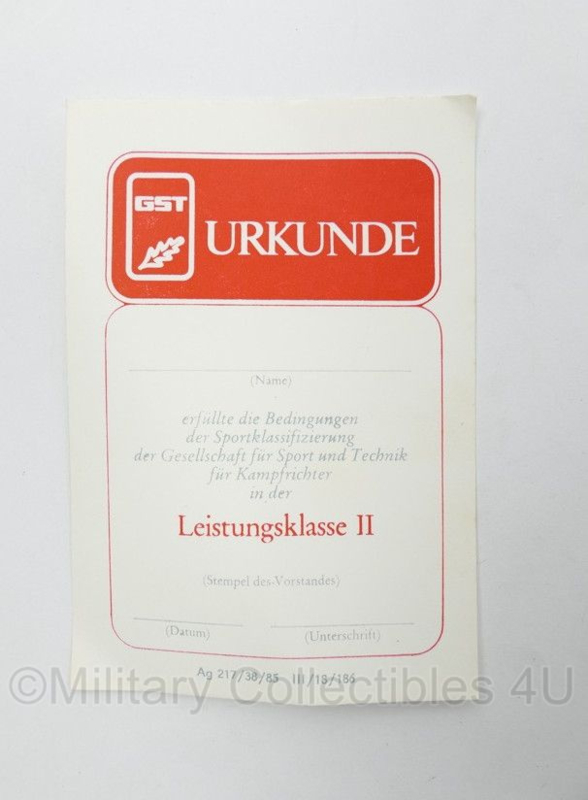 GST
URKUNDE
(Name)
erfüllte die Bedingungen
der Sportklassifizierung
der Gesellschaft für Sport und Technik
für Kampfrichter
in der
Leistungsklasse II
(Stempel des Vorstandes)
(Datum) (Unterschrift)
Ag 217/38/85 III/18/186
©Military Collectibles 4U